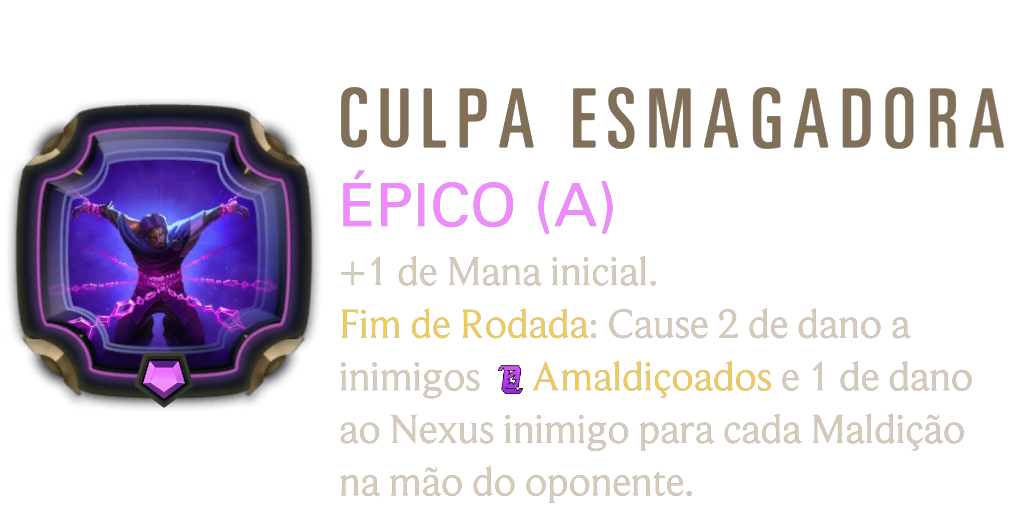 CULPA ESMAGADORA
ÉPICO (A)
+1 de Mana inicial.
Fim de Rodada: Cause 2 de dano a
inimigos Amaldiçoados e 1 de dano
ao Nexus inimigo para cada Maldição
na mão do oponente.